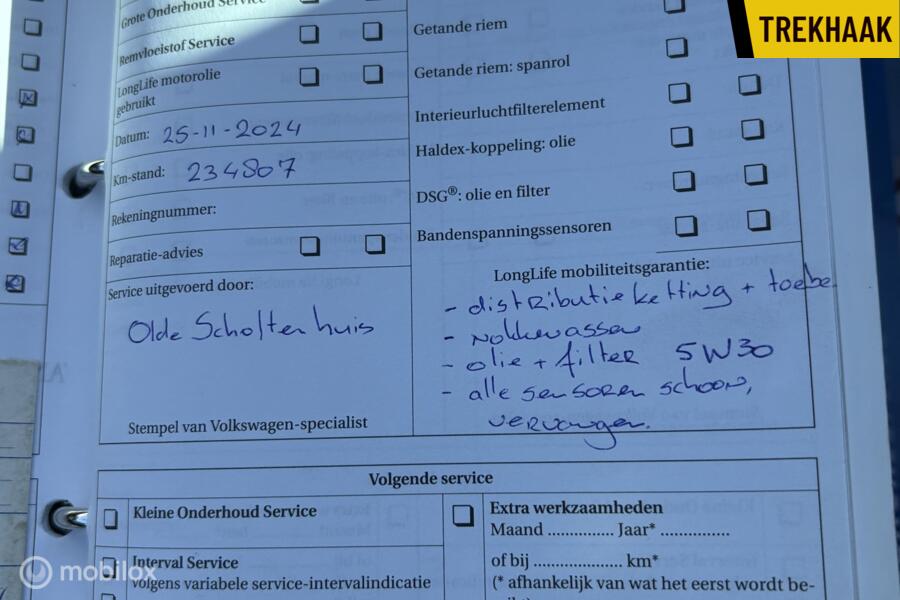 TREKHAAK
Grote Onderhoud Service
Remvloeistof Service
LongLife motorolie
gebruikt
Datum: 25-11-2024
Km-stand: 234807
Rekeningnummer:
Reparatie-advies
Service uitgevoerd door:
Olde Scholtenhuis
Stempel van Volkswagen-specialist
Getande riem
Getande riem: spanrol
Interieurluchtfilterelement
Haldex-koppeling: olie
DSG®: olie en filter
Bandenspanningssensoren
LongLife mobiliteitsgarantie:
- distributieketting + toebe.
- Nokkenassen
- olie + filter 5W30
- alle sensoren schoon,
vervangen.
Volgende service
Kleine Onderhoud Service
Interval Service
volgens variabele service-intervalindicatie
Extra werkzaamheden
Maand ............... Jaar* ................
of bij .................... km*
(* afhankelijk van wat het eerst wordt be-
mobilox